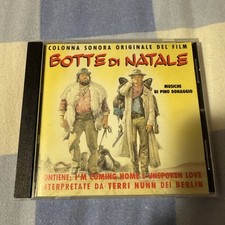 COLONNA SONORA ORIGINALE DEL FILM
BOTTE DI NATALE
MUSICHE
DI PINO DONAGGIO
CONTIENE: I'M COMING HOME - UNSPOKEN LOVE
INTERPRETATE DA TERRI NUNN DEI BERLIN